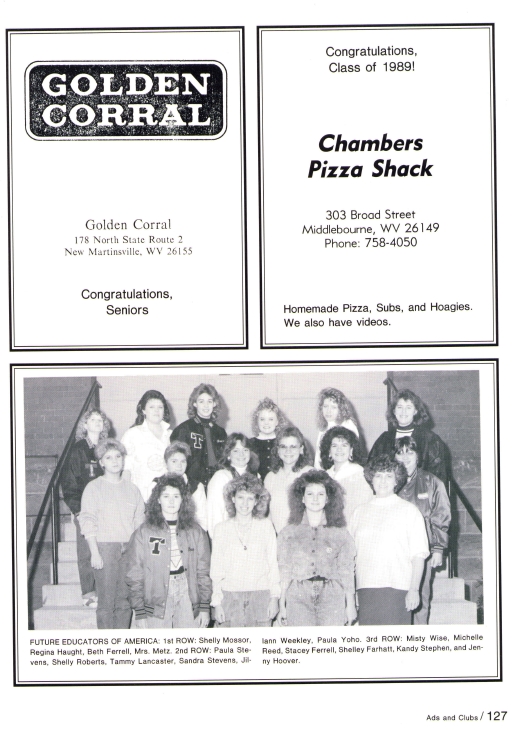 GOLDEN
CORRAL
Golden Corral
178 North State Route 2
New Martinsville, WV 26155
Congratulations,
Seniors
Congratulations,
Class of 1989!
Chambers
Pizza Shack
303 Broad Street
Middlebourne, WV 26149
Phone: 758-4050
Homemade Pizza, Subs, and Hoagies.
We also have videos.
T
T
FUTURE EDUCATORS OF AMERICA: 1st ROW: Shelly Mossor,
Regina Haught, Beth Ferrell, Mrs. Metz. 2nd ROW: Paula Ste-
vens, Shelly Roberts, Tammy Lancaster, Sandra Stevens, Jil-
lann Weekley, Paula Yoho. 3rd ROW: Misty Wise, Michelle
Reed, Stacey Ferrell, Shelley Farhatt, Kandy Stephen, and Jen-
ny Hoover.
Ads and Clubs / 127